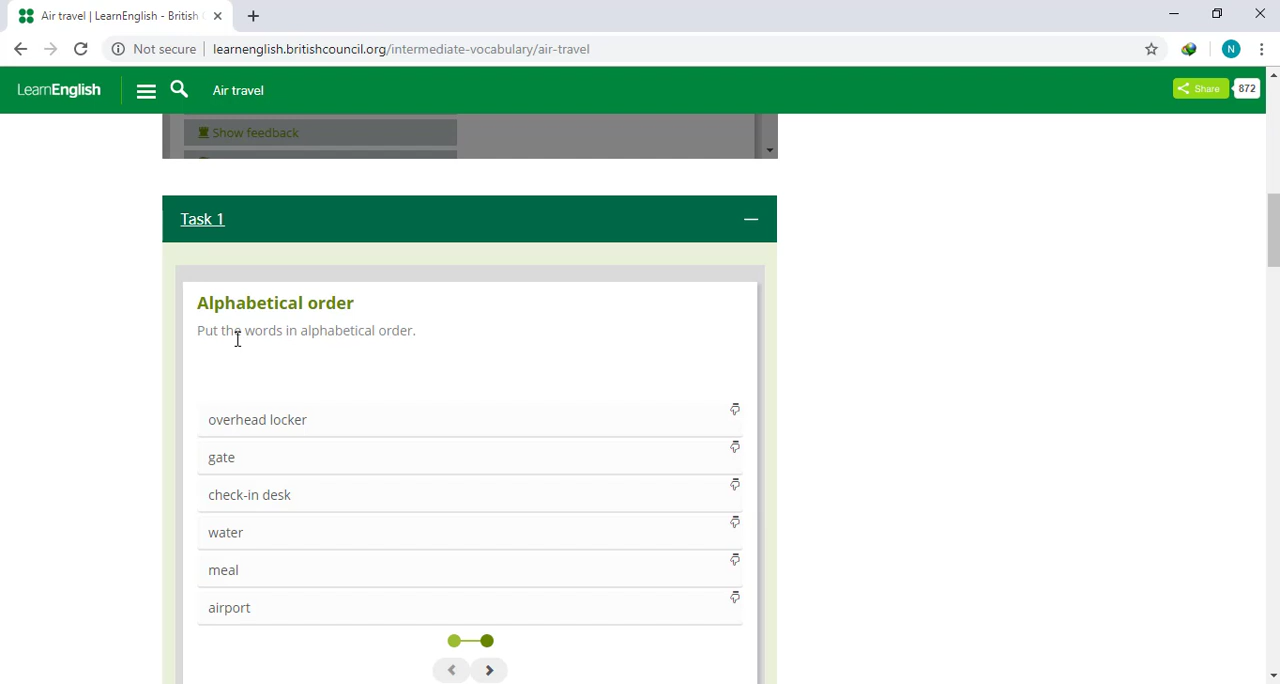 Air travel | LearnEnglish - British
Not secure
learnenglish.britishcouncil.org/intermediate-vocabulary/air-travel
N
LearnEnglish
Air travel
Share
872
Show feedback
Task 1
Alphabetical order
Put the words in alphabetical order.
overhead locker
gate
check-in desk
water
meal
airport